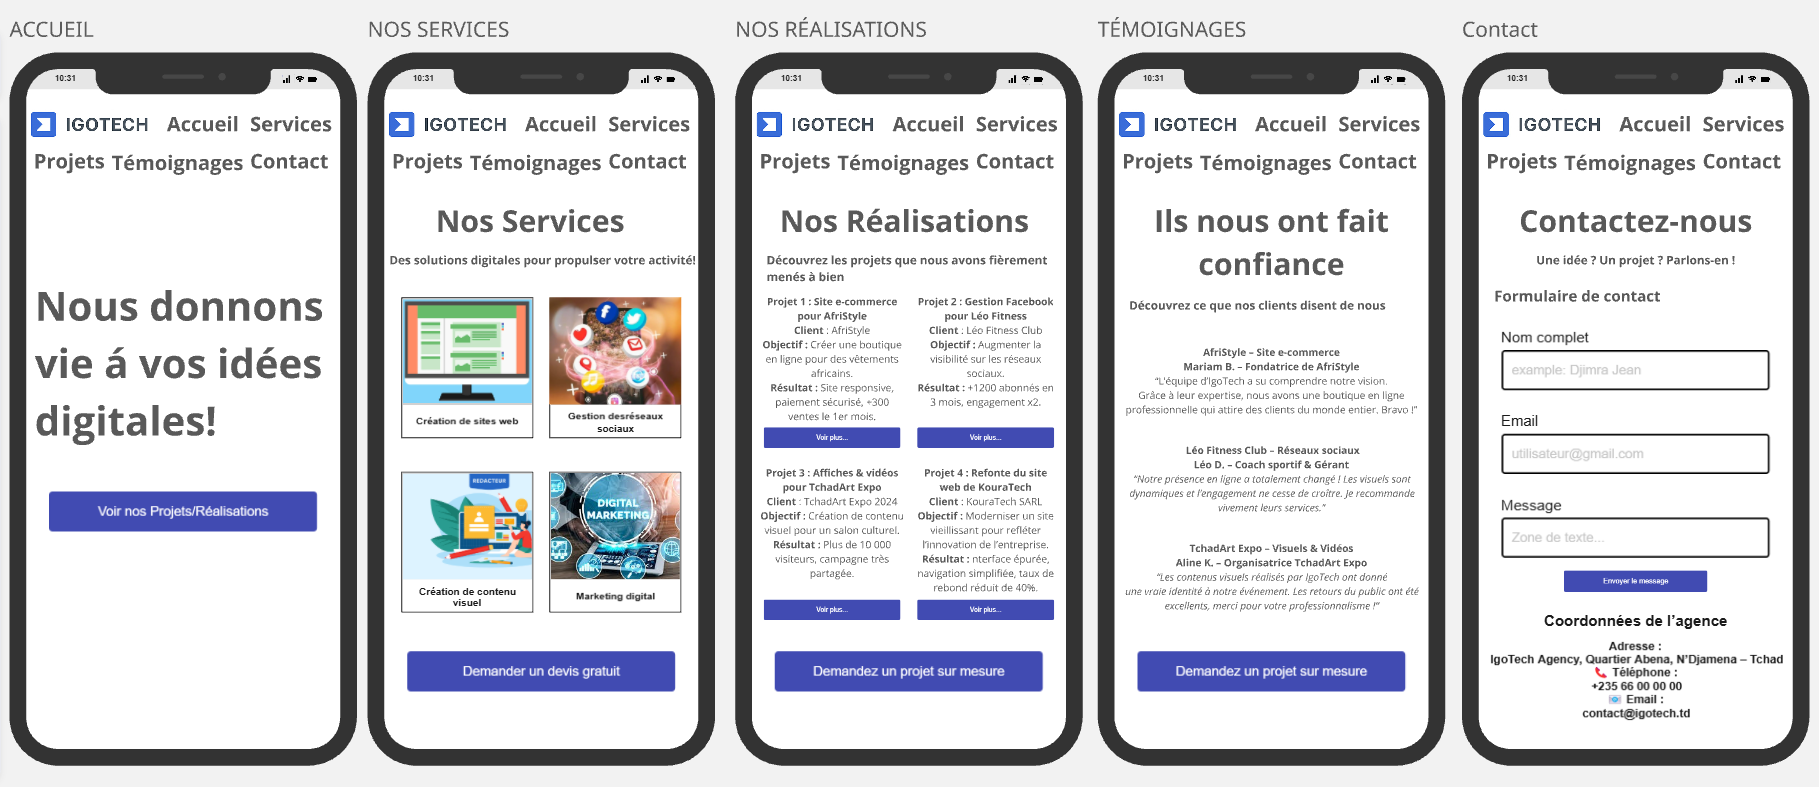 ACCUEIL
10:31
IGOTECH Accueil Services
Projets Témoignages Contact
Nous donnons
vie á vos idées
digitales!
Voir nos Projets/Réalisations
NOS SERVICES
10:31
IGOTECH Accueil Services
Projets Témoignages Contact
Nos Services
Des solutions digitales pour propulser votre activité!
Création de sites web
Gestion desréseaux
sociaux
REDACTEUR
Création de contenu
visuel
DIGITAL
MARKETING
Marketing digital
Demander un devis gratuit
NOS RÉALISATIONS
10:31
IGOTECH Accueil Services
Projets Témoignages Contact
Nos Réalisations
Découvrez les projets que nous avons fièrement
menés à bien
Projet 1 : Site e-commerce
pour AfriStyle
Client : AfriStyle
Objectif : Créer une boutique
en ligne pour des vêtements
africains.
Résultat : Site responsive,
paiement sécurisé, +300
ventes le 1er mois.
Voir plus...
Projet 2 : Gestion Facebook
pour Léo Fitness
Client : Léo Fitness Club
Objectif : Augmenter la
visibilité sur les réseaux
sociaux.
Résultat : +1200 abonnés en
3 mois, engagement x2.
Voir plus...
Projet 3 : Affiches & vidéos
pour TchadArt Expo
Client : TchadArt Expo 2024
Objectif : Création de contenu
visuel pour un salon culturel.
Résultat : Plus de 10 000
visiteurs, campagne très
partagée.
Voir plus...
Projet 4 : Refonte du site
web de KouraTech
Client : KouraTech SARL
Objectif : Moderniser un site
vieillissant pour refléter
l'innovation de l'entreprise.
Résultat : nterface épurée,
navigation simplifiée, taux de
rebond réduit de 40%.
Voir plus...
Demandez un projet sur mesure
TÉMOIGNAGES
10:31
IGOTECH Accueil Services
Projets Témoignages Contact
Ils nous ont fait
confiance
Découvrez ce que nos clients disent de nous
AfriStyle – Site e-commerce
Mariam B. – Fondatrice de AfriStyle
“L'équipe d'IgoTech a su comprendre notre vision.
Grâce à leur expertise, nous avons une boutique en ligne
professionnelle qui attire des clients du monde entier. Bravo !”
Léo Fitness Club – Réseaux sociaux
Léo D. – Coach sportif & Gérant
“Notre présence en ligne a totalement changé ! Les visuels sont
dynamiques et l'engagement ne cesse de croître. Je recommande
vivement leurs services.”
TchadArt Expo – Visuels & Vidéos
Aline K. – Organisatrice TchadArt Expo
“Les contenus visuels réalisés par IgoTech ont donné
une vraie identité à notre événement. Les retours du public ont été
excellents, merci pour votre professionnalisme !”
Demandez un projet sur mesure
Contact
10:31
IGOTECH Accueil Services
Projets Témoignages Contact
Contactez-nous
Une idée ? Un projet ? Parlons-en !
Formulaire de contact
Nom complet
example: Djimra Jean
Email
utilisateur@gmail.com
Message
Zone de texte...
Envoyer le message
Coordonnées de l'agence
Adresse :
IgoTech Agency, Quartier Abena, N'Djamena – Tchad
Téléphone :
+235 66 00 00 00
Email :
contact@igotech.td